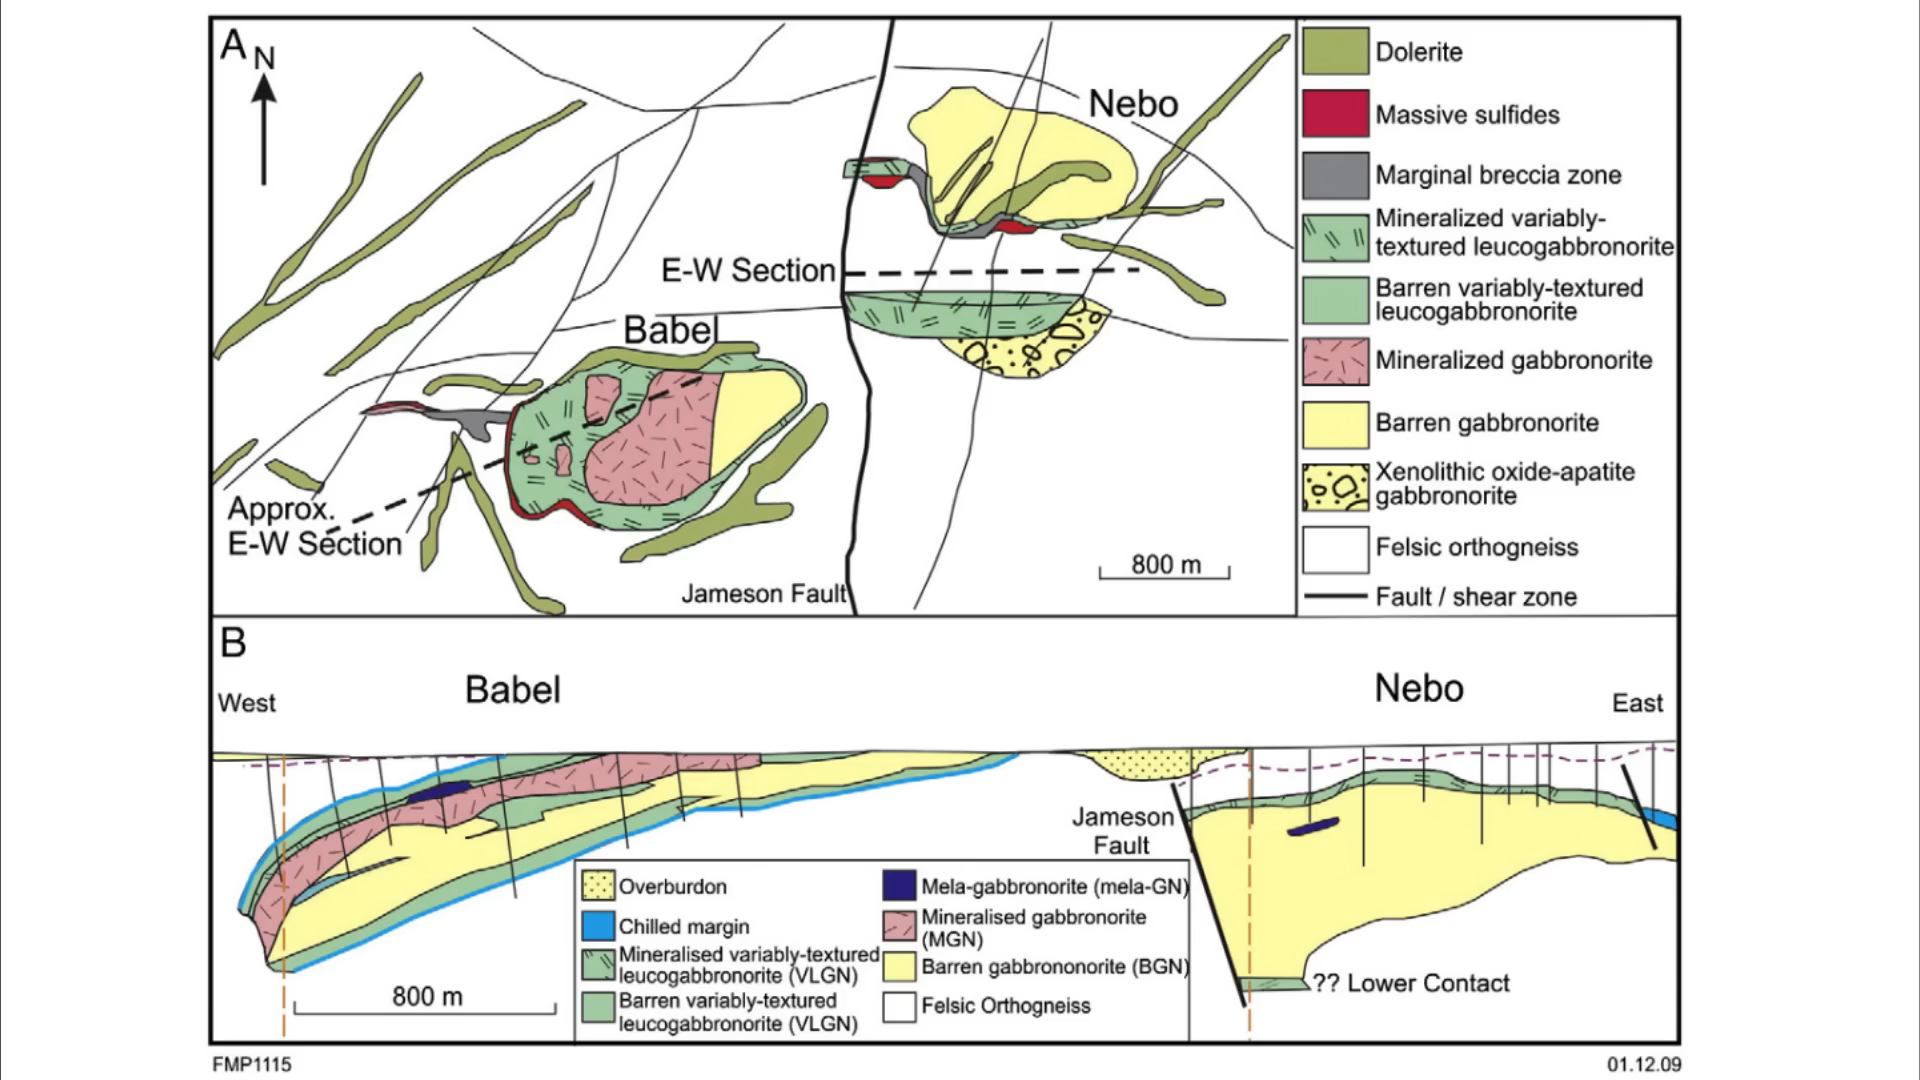 A
N
Nebo
E-W Section
Babel
Approx.
E-W Section
800 m
Jameson Fault
Dolerite
Massive sulfides
Marginal breccia zone
Mineralized variably-
textured leucogabbronorite
Barren variably-textured
leucogabbronorite
Mineralized gabbronorite
Barren gabbronorite
Xenolithic oxide-apatite
gabbronorite
Felsic orthogneiss
Fault / shear zone
B
West
Babel
Nebo
East
Jameson
Fault
Overburdon
Chilled margin
Mineralised variably-textured
leucogabbronorite (VLGN)
Barren variably-textured
leucogabbronorite (VLGN)
Mela-gabbronorite (mela-GN)
Mineralised gabbronorite
(MGN)
Barren gabbrononorite (BGN)
Felsic Orthogneiss
800 m
?? Lower Contact
FMP1115
01.12.09